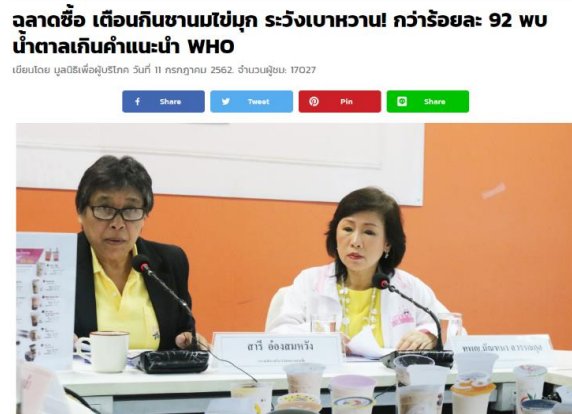 ฉลาดซื้อ เตือนกินชานมไข่มุก ระวังเบาหวาน! กว่าร้อยละ 92 พบ
น้ำตาลเกินคำแนะนำ WHO
เขียนโดย มูลนิธิเพื่อผู้บริโภค วันที่ 11 กรกฎาคม 2562. จำนวนผู้ชม: 17027
Share
Tweet
Pin
Share
สารี อ๋องสมหวัง